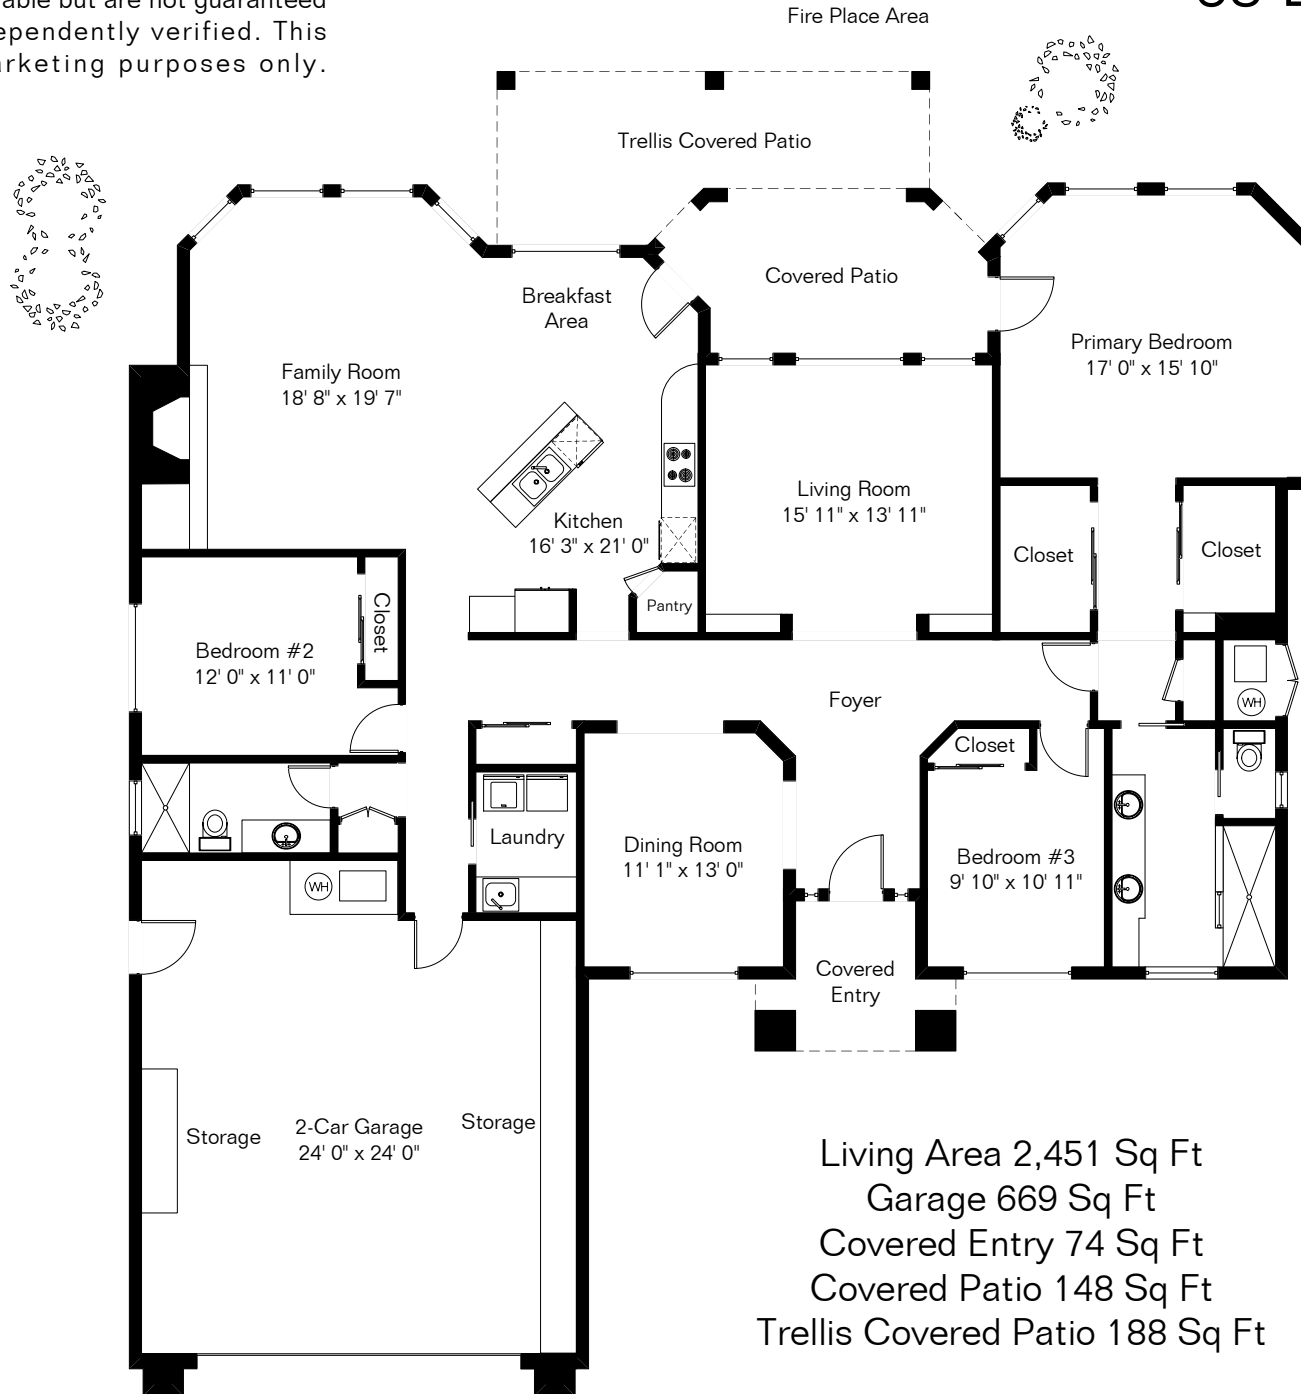 able but are not guaranteed
ependently verified. This
arketing purposes only.
Fire Place Area
Trellis Covered Patio
Covered Patio
Breakfast
Area
Primary Bedroom
17' 0" x 15' 10"
Family Room
18' 8" x 19' 7"
Living Room
15' 11" x 13' 11"
Kitchen
16' 3" x 21' 0"
Closet
Closet
Pantry
Closet
Bedroom #2
12' 0" x 11' 0"
Foyer
WH
Closet
Laundry
Dining Room
11' 1" x 13' 0"
Bedroom #3
9' 10" x 10' 11"
WH
Covered
Entry
Storage
2-Car Garage
24' 0" x 24' 0"
Storage
Living Area 2,451 Sq Ft
Garage 669 Sq Ft
Covered Entry 74 Sq Ft
Covered Patio 148 Sq Ft
Trellis Covered Patio 188 Sq Ft